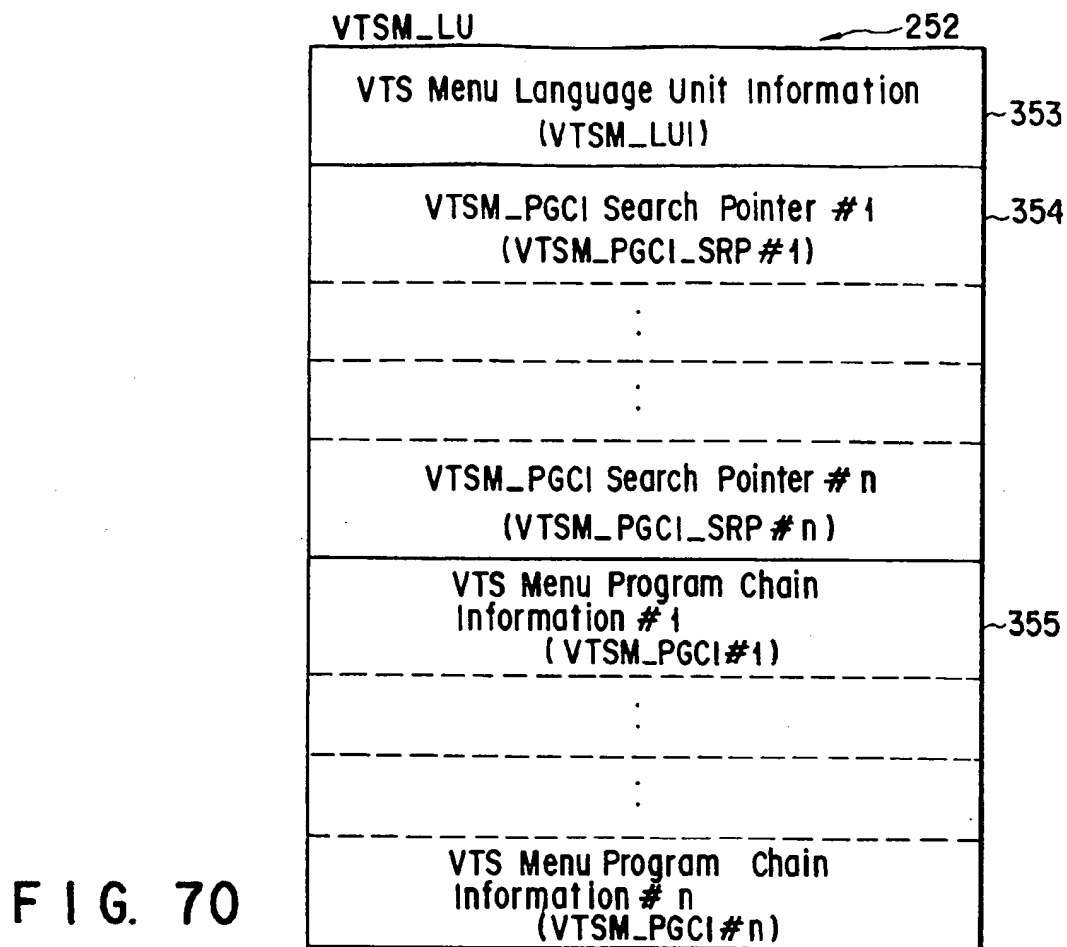 VTSM_LU
252
VTS Menu Language Unit Information
(VTSM_LUI)
353
VTSM_PGCI Search Pointer #1
354
(VTSM_PGCI_SRP#1)
VTSM_PGCI Search Pointer #n
(VTSM_PGCI_SRP#n)
VTS Menu Program Chain
Information #1
355
(VTSM_PGCI#1)
VTS Menu Program Chain
Information # n
(VTSM_PGCI#n)
FIG. 70